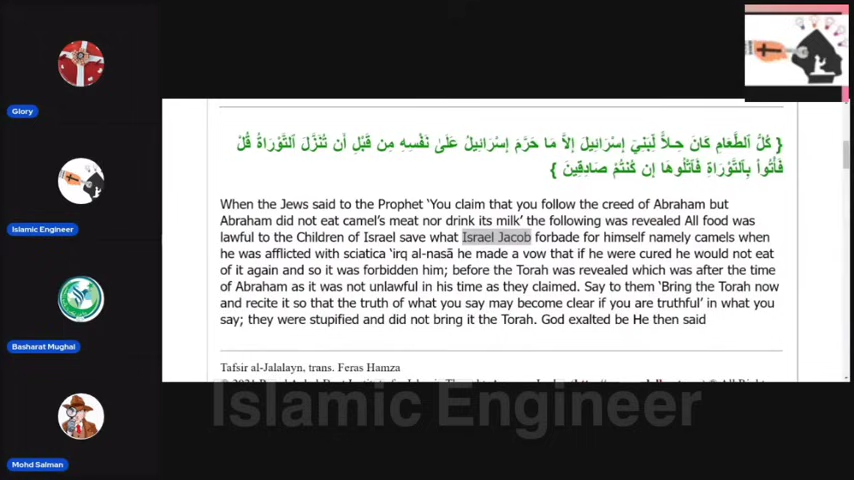 Glory
Islamic Engineer
Basharat Mughal
Mohd Salman
{ كُلُّ ٱلطَّعَامِ كَانَ حِـلاًّ لِّبَنِيۤ إِسْرَائِيلَ إِلاَّ مَا حَرَّمَ إِسْرَائِيلُ عَلَىٰ نَفْسِهِ مِن قَبْلِ أَن تُنَزَّلَ ٱلتَّوْرَاةُ قُلْ
فَأْتُواْ بِٱلتَّوْرَاةِ فَٱتْلُوهَا إِن كُنتُمْ صَادِقِينَ }
When the Jews said to the Prophet ‘You claim that you follow the creed of Abraham but
Abraham did not eat camel’s meat nor drink its milk’ the following was revealed All food was
lawful to the Children of Israel save what Israel Jacob forbade for himself namely camels when
he was afflicted with sciatica ‘irq al-nasā he made a vow that if he were cured he would not eat
of it again and so it was forbidden him; before the Torah was revealed which was after the time
of Abraham as it was not unlawful in his time as they claimed. Say to them ‘Bring the Torah now
and recite it so that the truth of what you say may become clear if you are truthful’ in what you
say; they were stupified and did not bring it the Torah. God exalted be He then said
Tafsir al-Jalalayn, trans. Feras Hamza
Islamic Engineer